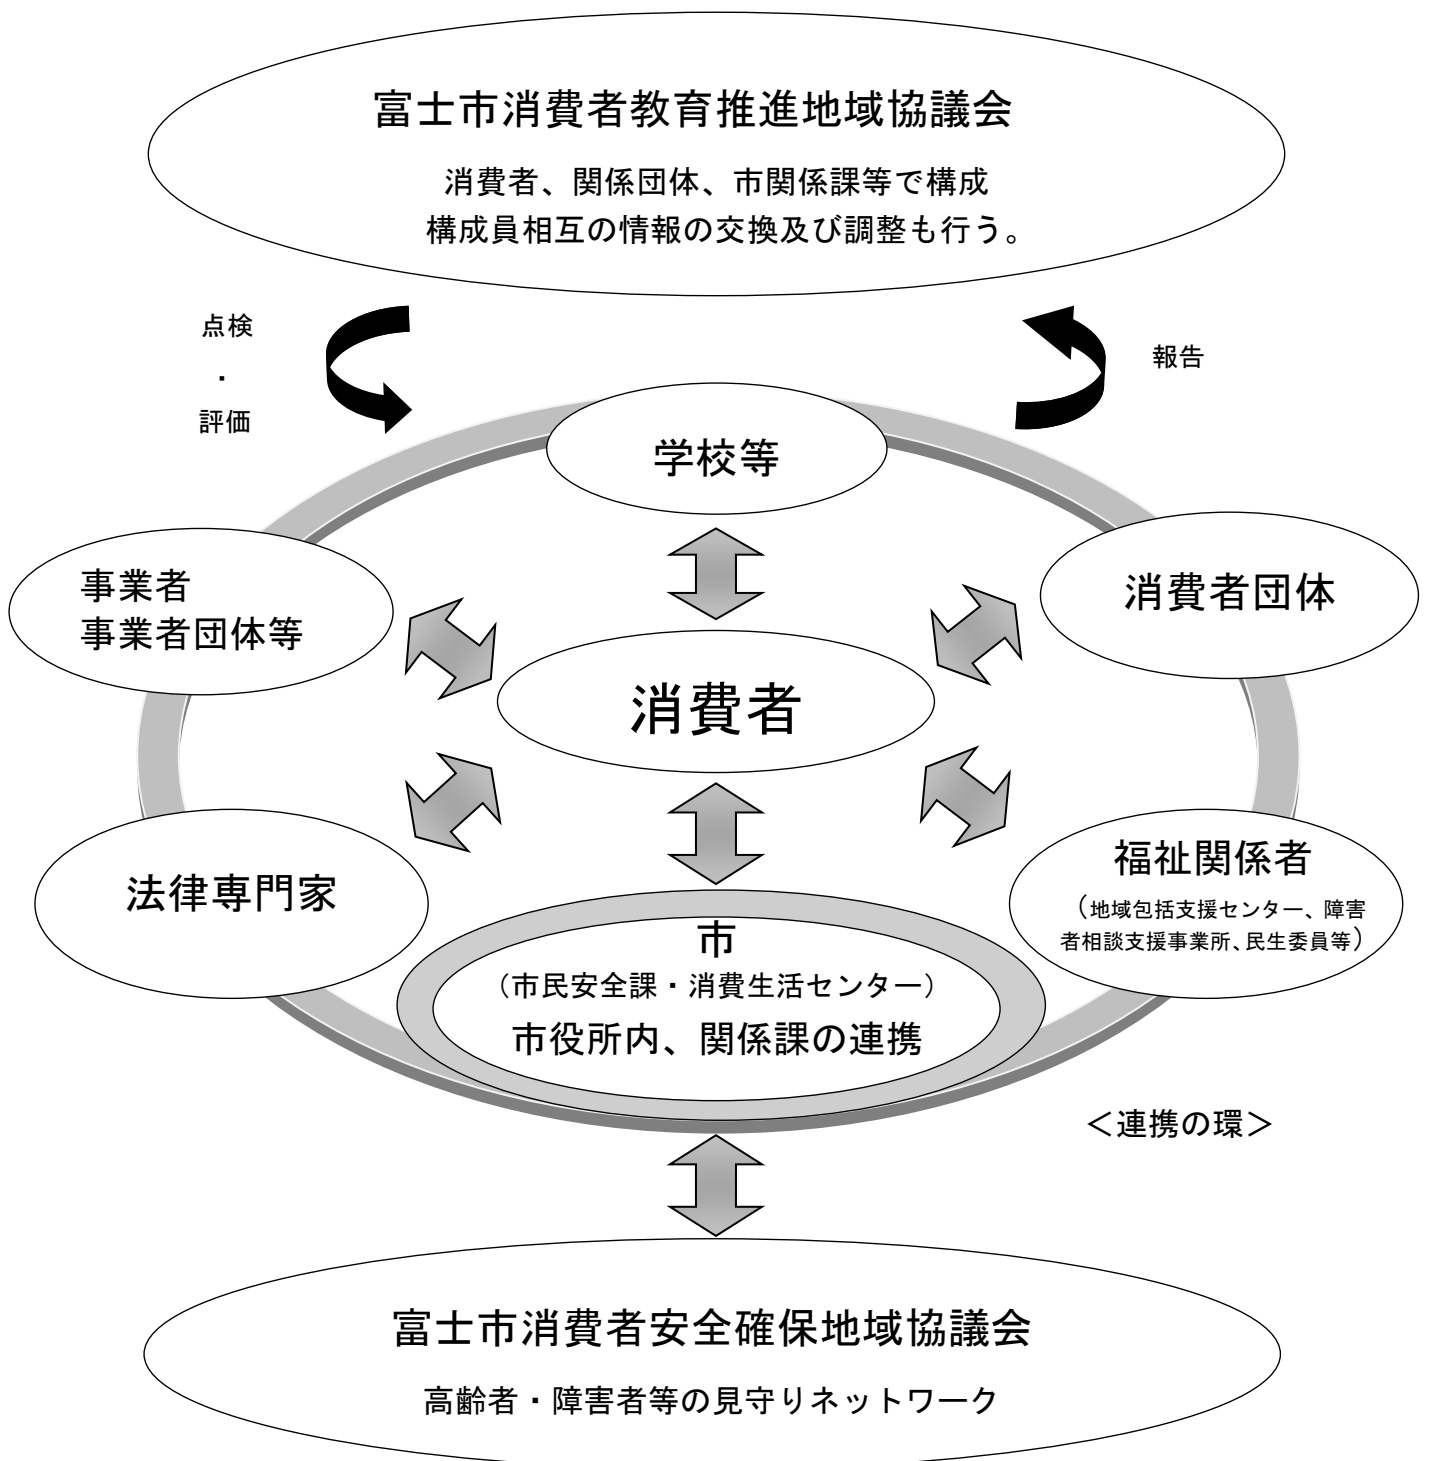 富士市消費者教育推進地域協議会
消費者、関係団体、市関係課等で構成
構成員相互の情報の交換及び調整も行う。
点検
・
評価
報告
学校等
事業者
事業者団体等
消費者団体
消費者
法律専門家
福祉関係者
（地域包括支援センター、障害
者相談支援事業所、民生委員等）
市
（市民安全課・消費生活センター）
市役所内、関係課の連携
＜連携の環＞
富士市消費者安全確保地域協議会
高齢者・障害者等の見守りネットワーク